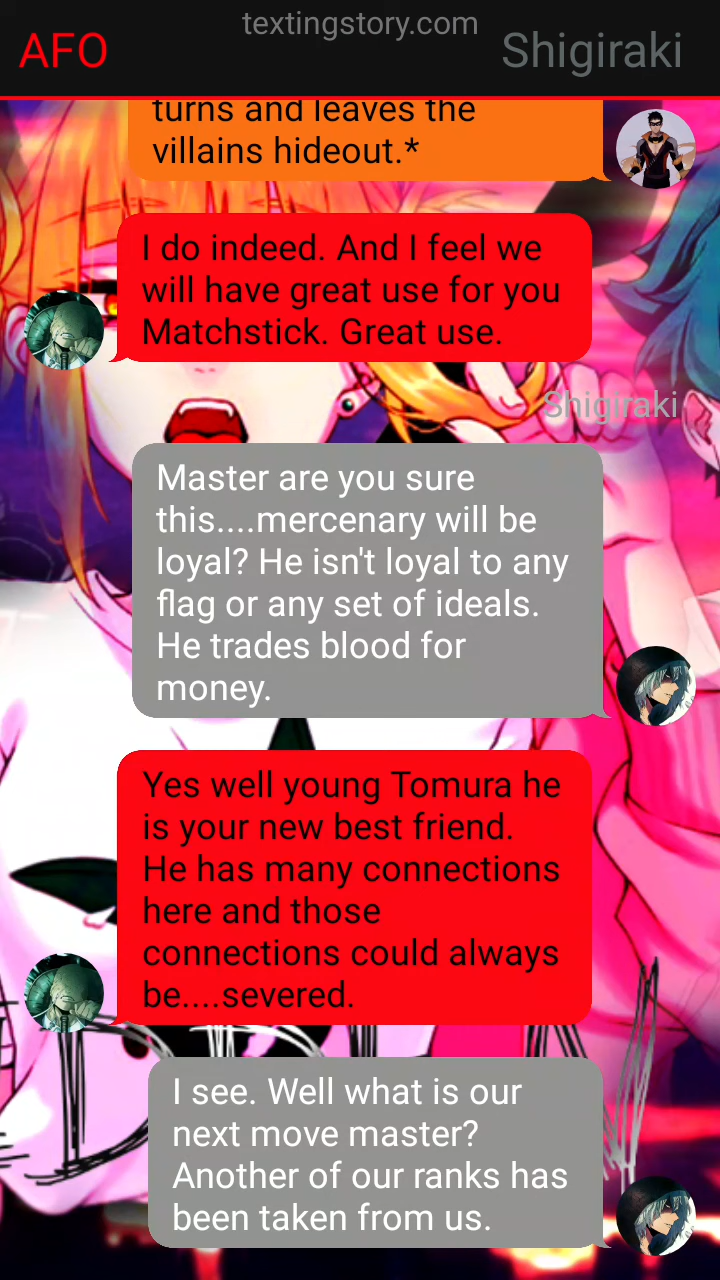 textingstory.com
AFO
Shigiraki
turns and leaves the
villains hideout.*
I do indeed. And I feel we
will have great use for you
Matchstick. Great use.
Shigiraki
Master are you sure
this....mercenary will be
loyal? He isn't loyal to any
flag or any set of ideals.
He trades blood for
money.
Yes well young Tomura he
is your new best friend.
He has many connections
here and those
connections could always
be....severed.
I see. Well what is our
next move master?
Another of our ranks has
been taken from us.